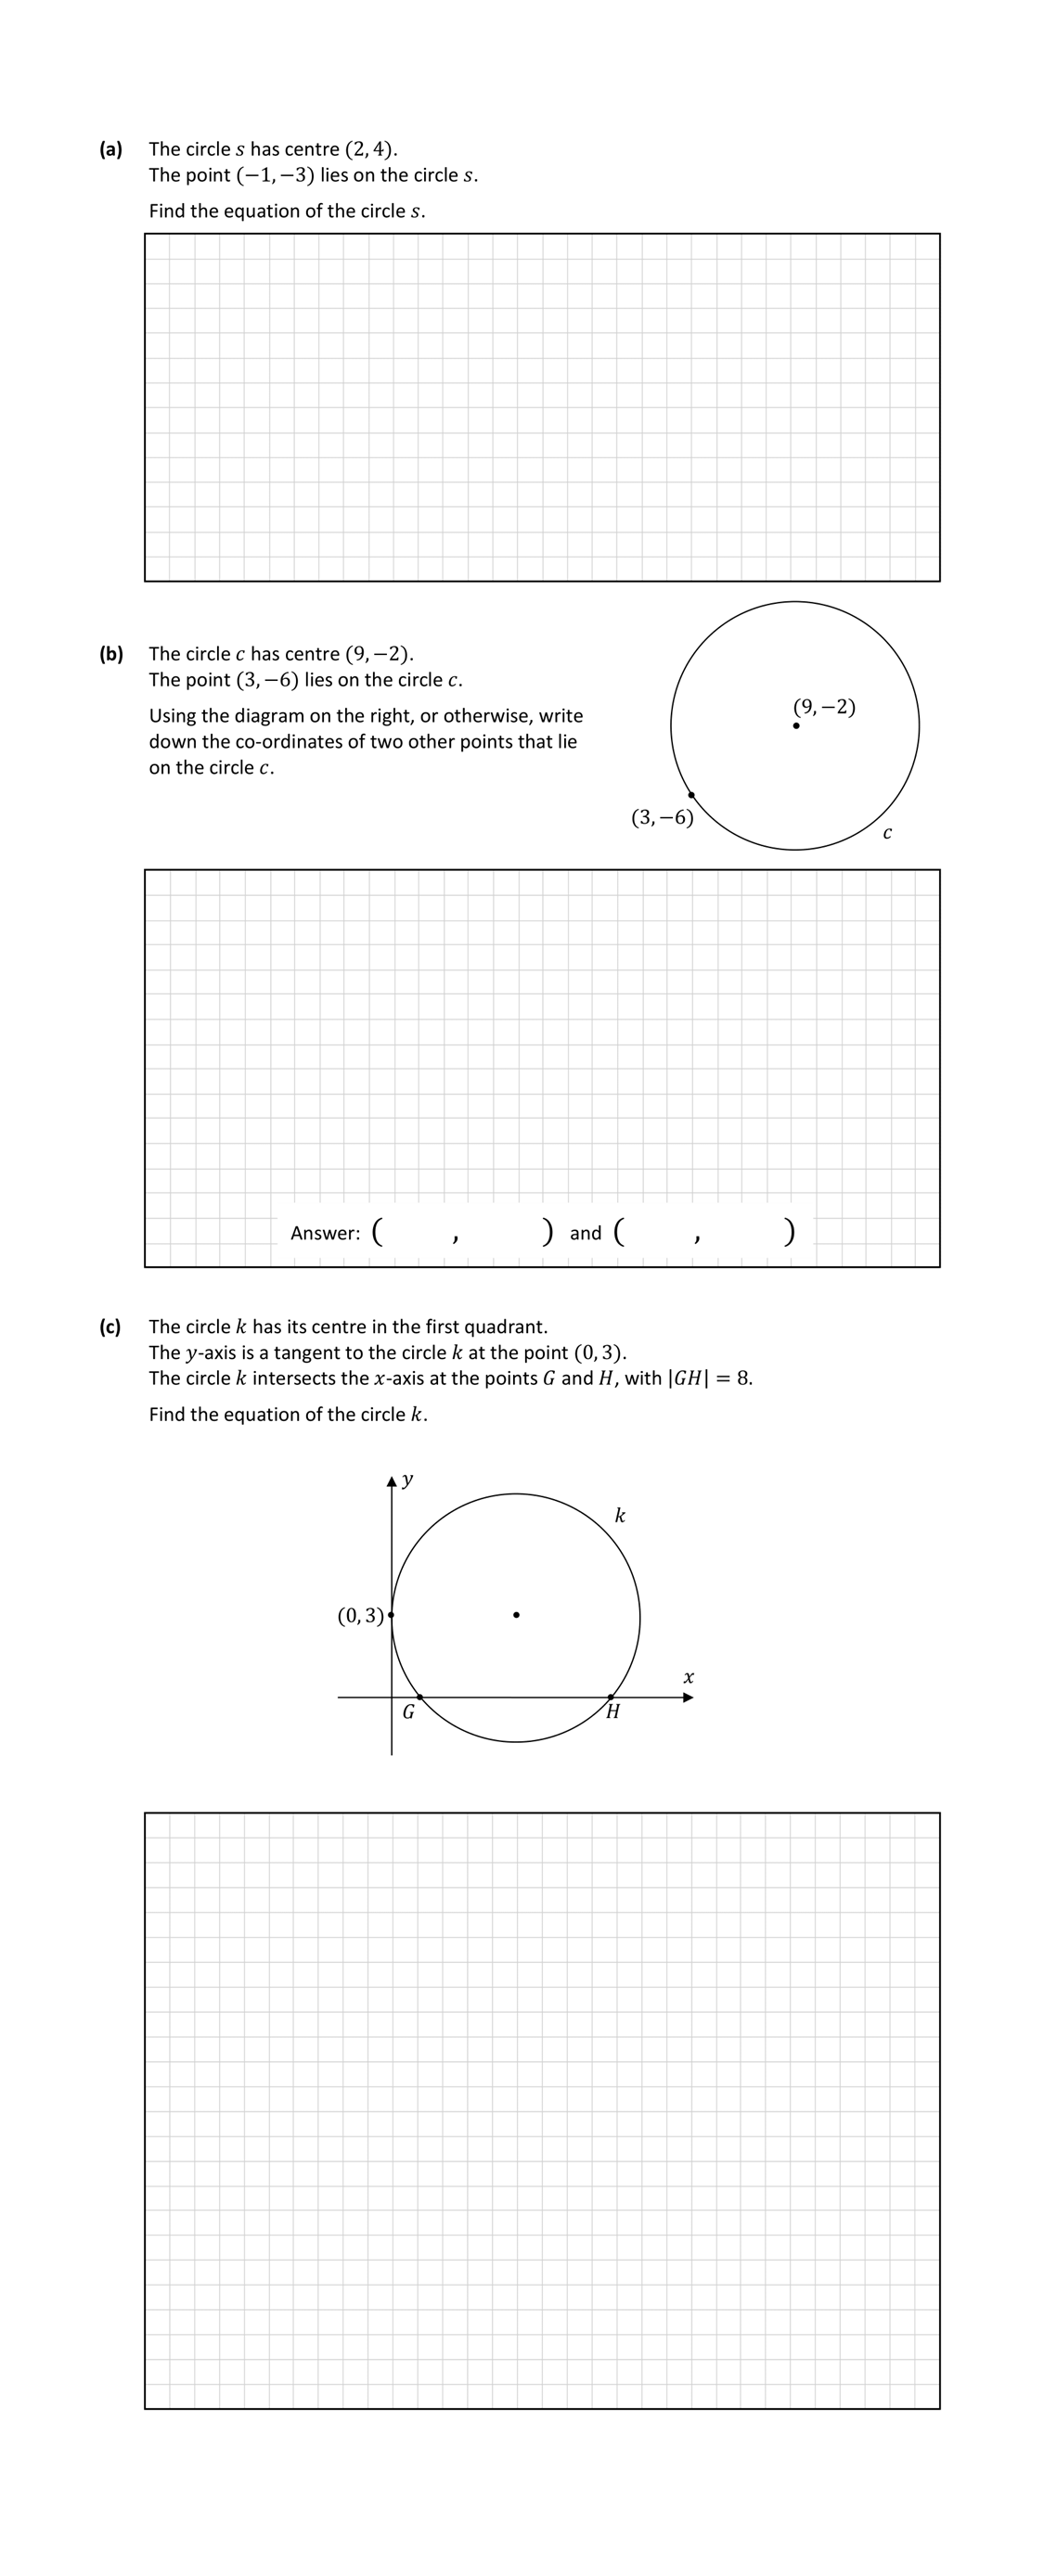 (a) The circle s has centre (2, 4).
The point (−1, −3) lies on the circle s.
Find the equation of the circle s.
(b) The circle c has centre (9, −2).
The point (3, −6) lies on the circle c.
Using the diagram on the right, or otherwise, write
down the co-ordinates of two other points that lie
on the circle c.
(9, −2)
(3, −6)
c
Answer: ( , ) and ( , )
(c) The circle k has its centre in the first quadrant.
The y-axis is a tangent to the circle k at the point (0, 3).
The circle k intersects the x-axis at the points G and H, with |GH| = 8.
Find the equation of the circle k.
y
k
(0, 3)
x
G H